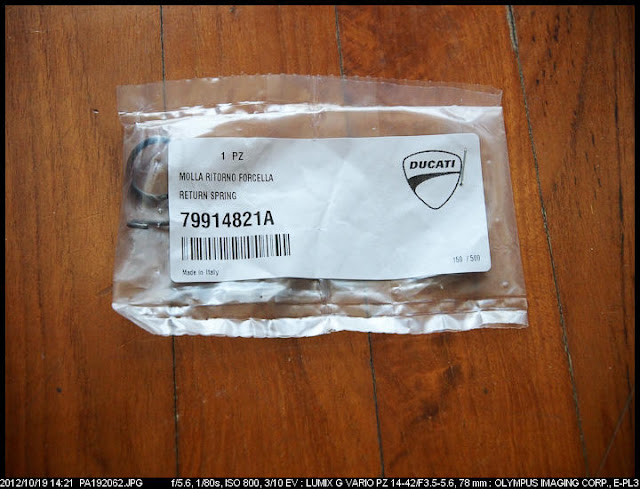 1 PZ
MOLLA RITORNO FORCELLA
RETURN SPRING
79914821A
Made in Italy
DUCATI
150 / 500
2012/10/19 14:21 PA192062.JPG f/5.6, 1/80s, ISO 800, 3/10 EV : LUMIX G VARIO PZ 14-42/F3.5-5.6, 78 mm : OLYMPUS IMAGING CORP., E-PL3